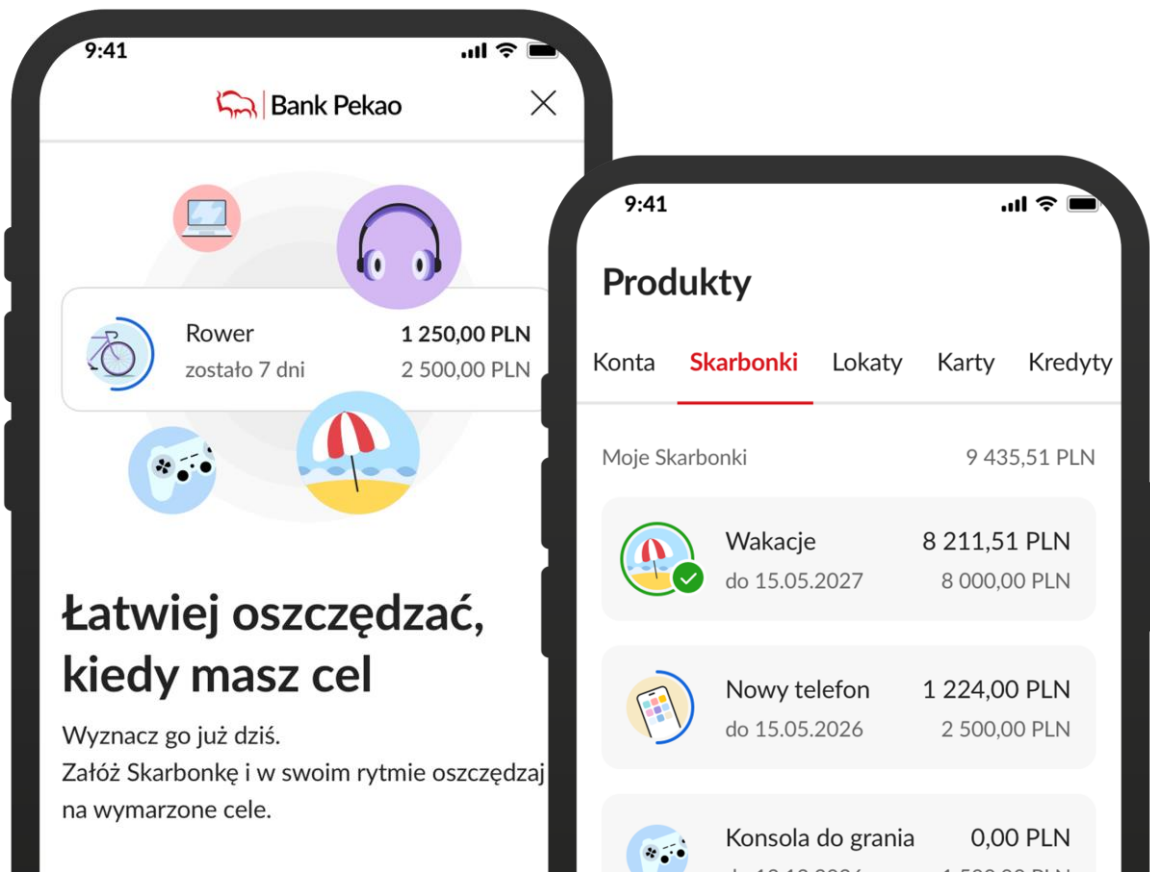 9:41
Bank Pekao
Rower 1 250,00 PLN
zostało 7 dni 2 500,00 PLN
Łatwiej oszczędzać,
kiedy masz cel
Wyznacz go już dziś.
Załóż Skarbonkę i w swoim rytmie oszczędzaj
na wymarzone cele.
9:41
Produkty
Konta Skarbonki Lokaty Karty Kredyty
Moje Skarbonki 9 435,51 PLN
Wakacje 8 211,51 PLN
do 15.05.2027 8 000,00 PLN
Nowy telefon 1 224,00 PLN
do 15.05.2026 2 500,00 PLN
Konsola do grania 0,00 PLN